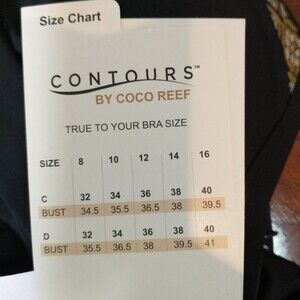 Size Chart
CONTOURS™
BY COCO REEF
TRUE TO YOUR BRA SIZE
SIZE 8 10 12 14 16
C 32 34 36 38 40
BUST 34.5 35.5 36.5 38 39.5
D 32 34 36 38 40
BUST 35.5 36.5 38 39.5 41